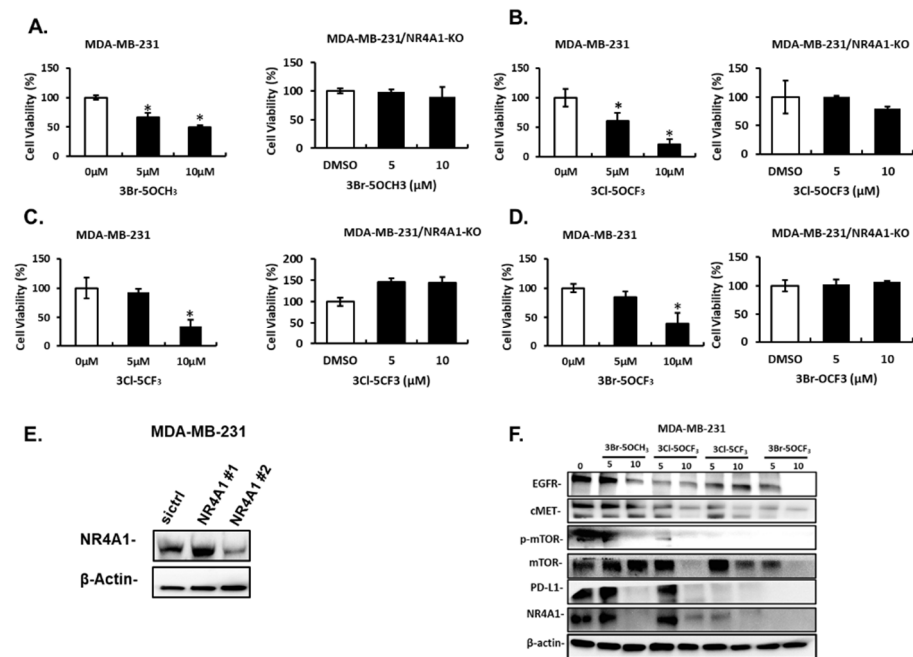 A.
MDA-MB-231
Cell Viability (%)
150
100
50
0
*
*
0µM 5µM 10µM
3Br-5OCH₃
MDA-MB-231/NR4A1-KO
Cell Viability (%)
150
100
50
0
DMSO 5 10
3Br-5OCH3 (µM)
B.
MDA-MB-231
Cell Viability (%)
150
100
50
0
*
*
0µM 5µM 10µM
3Cl-5OCF₃
MDA-MB-231/NR4A1-KO
Cell Viability (%)
150
100
50
0
DMSO 5 10
3Cl-5OCF3 (µM)
C.
MDA-MB-231
Cell Viability (%)
150
100
50
0
*
0µM 5µM 10µM
3Cl-5CF₃
MDA-MB-231/NR4A1-KO
Cell Viability (%)
200
150
100
50
0
DMSO 5 10
3Cl-5CF3 (µM)
D.
MDA-MB-231
Cell Viability (%)
150
100
50
0
*
0µM 5µM 10µM
3Br-5OCF₃
MDA-MB-231/NR4A1-KO
Cell Viability (%)
150
100
50
0
DMSO 5 10
3Br-OCF3 (µM)
E.
MDA-MB-231
sictrl NR4A1 #1 NR4A1 #2
NR4A1-
β-Actin-
F.
MDA-MB-231
3Br-5OCH₃ 3Cl-5OCF₃ 3Cl-5CF₃ 3Br-5OCF₃
0 5 10 5 10 5 10 5 10
EGFR-
cMET-
p-mTOR-
mTOR-
PD-L1-
NR4A1-
β-actin-